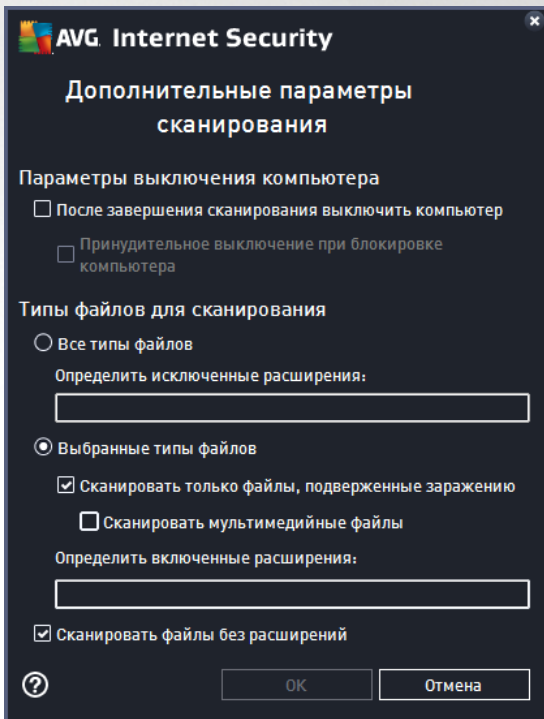 AVG. Internet Security
Дополнительные параметры
сканирования
Параметры выключения компьютера
После завершения сканирования выключить компьютер
Принудительное выключение при блокировке
компьютера
Типы файлов для сканирования
Все типы файлов
Определить исключенные расширения:
Выбранные типы файлов
Сканировать только файлы, подверженные заражению
Сканировать мультимедийные файлы
Определить включенные расширения:
Сканировать файлы без расширений
?
OK
Отмена